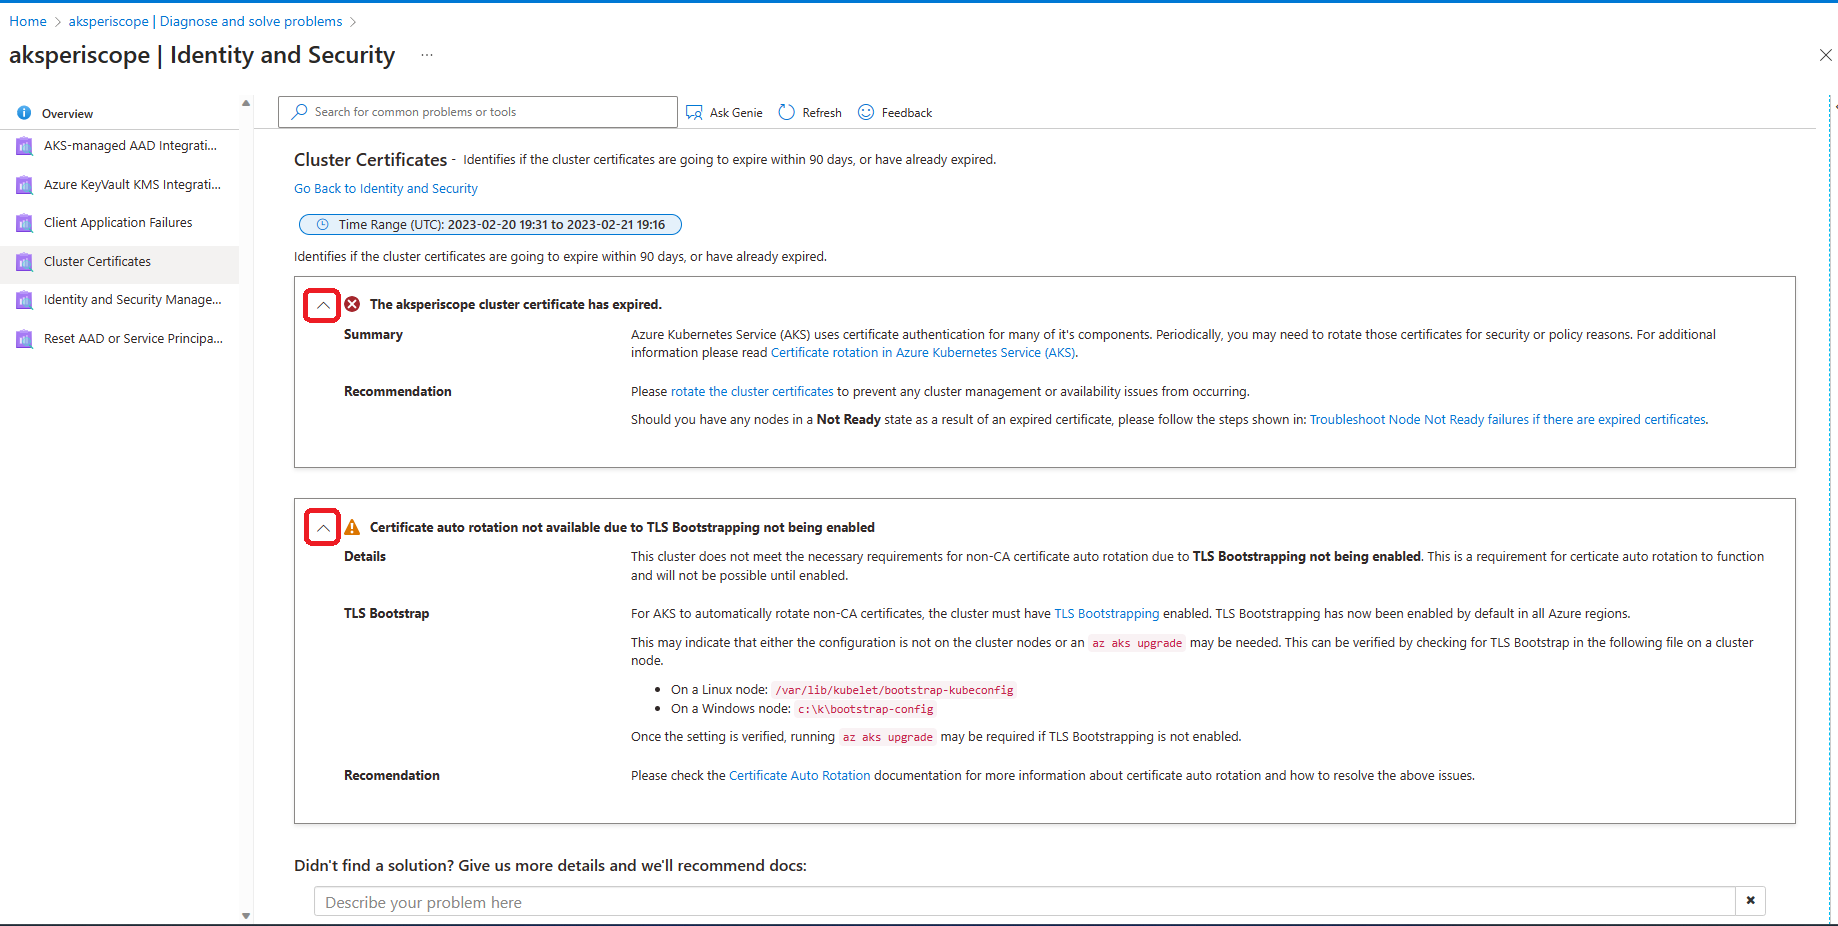 Home > aksperiscope | Diagnose and solve problems >
aksperiscope | Identity and Security ...
Overview
AKS-managed AAD Integrati...
Azure KeyVault KMS Integrati...
Client Application Failures
Cluster Certificates
Identity and Security Manage...
Reset AAD or Service Principa...
Search for common problems or tools
Ask Genie
Refresh
Feedback
Cluster Certificates - Identifies if the cluster certificates are going to expire within 90 days, or have already expired.
Go Back to Identity and Security
Time Range (UTC): 2023-02-20 19:31 to 2023-02-21 19:16
Identifies if the cluster certificates are going to expire within 90 days, or have already expired.
The aksperiscope cluster certificate has expired.
Summary
Azure Kubernetes Service (AKS) uses certificate authentication for many of it's components. Periodically, you may need to rotate those certificates for security or policy reasons. For additional
information please read Certificate rotation in Azure Kubernetes Service (AKS).
Recommendation
Please rotate the cluster certificates to prevent any cluster management or availability issues from occurring.
Should you have any nodes in a Not Ready state as a result of an expired certificate, please follow the steps shown in: Troubleshoot Node Not Ready failures if there are expired certificates.
Certificate auto rotation not available due to TLS Bootstrapping not being enabled
Details
This cluster does not meet the necessary requirements for non-CA certificate auto rotation due to TLS Bootstrapping not being enabled. This is a requirement for certicate auto rotation to function
and will not be possible until enabled.
TLS Bootstrap
For AKS to automatically rotate non-CA certificates, the cluster must have TLS Bootstrapping enabled. TLS Bootstrapping has now been enabled by default in all Azure regions.
This may indicate that either the configuration is not on the cluster nodes or an az aks upgrade may be needed. This can be verified by checking for TLS Bootstrap in the following file on a cluster
node.
• On a Linux node: /var/lib/kubelet/bootstrap-kubeconfig
• On a Windows node: c:\k\bootstrap-config
Once the setting is verified, running az aks upgrade may be required if TLS Bootstrapping is not enabled.
Recomendation
Please check the Certificate Auto Rotation documentation for more information about certificate auto rotation and how to resolve the above issues.
Didn't find a solution? Give us more details and we'll recommend docs:
Describe your problem here